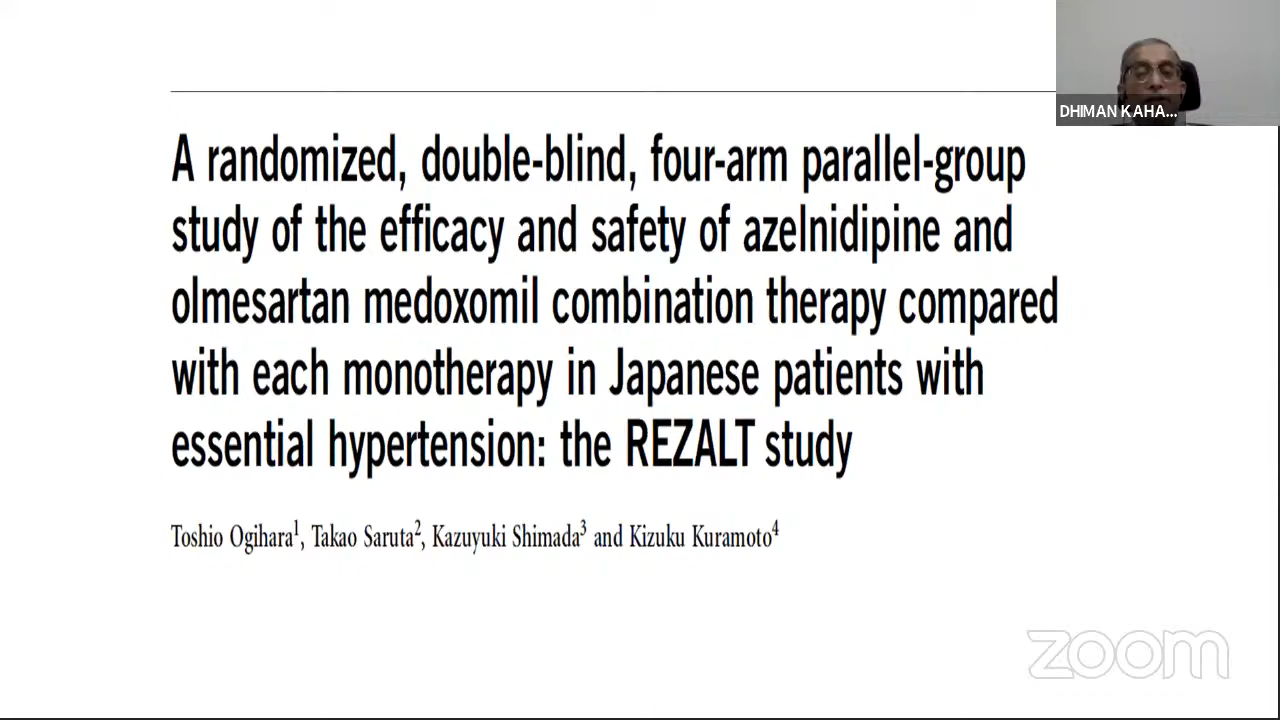 DHIMAN KAHA...
A randomized, double-blind, four-arm parallel-group
study of the efficacy and safety of azelnidipine and
olmesartan medoxomil combination therapy compared
with each monotherapy in Japanese patients with
essential hypertension: the REZALT study
Toshio Ogihara¹, Takao Saruta², Kazuyuki Shimada³ and Kizuku Kuramoto⁴
zoom